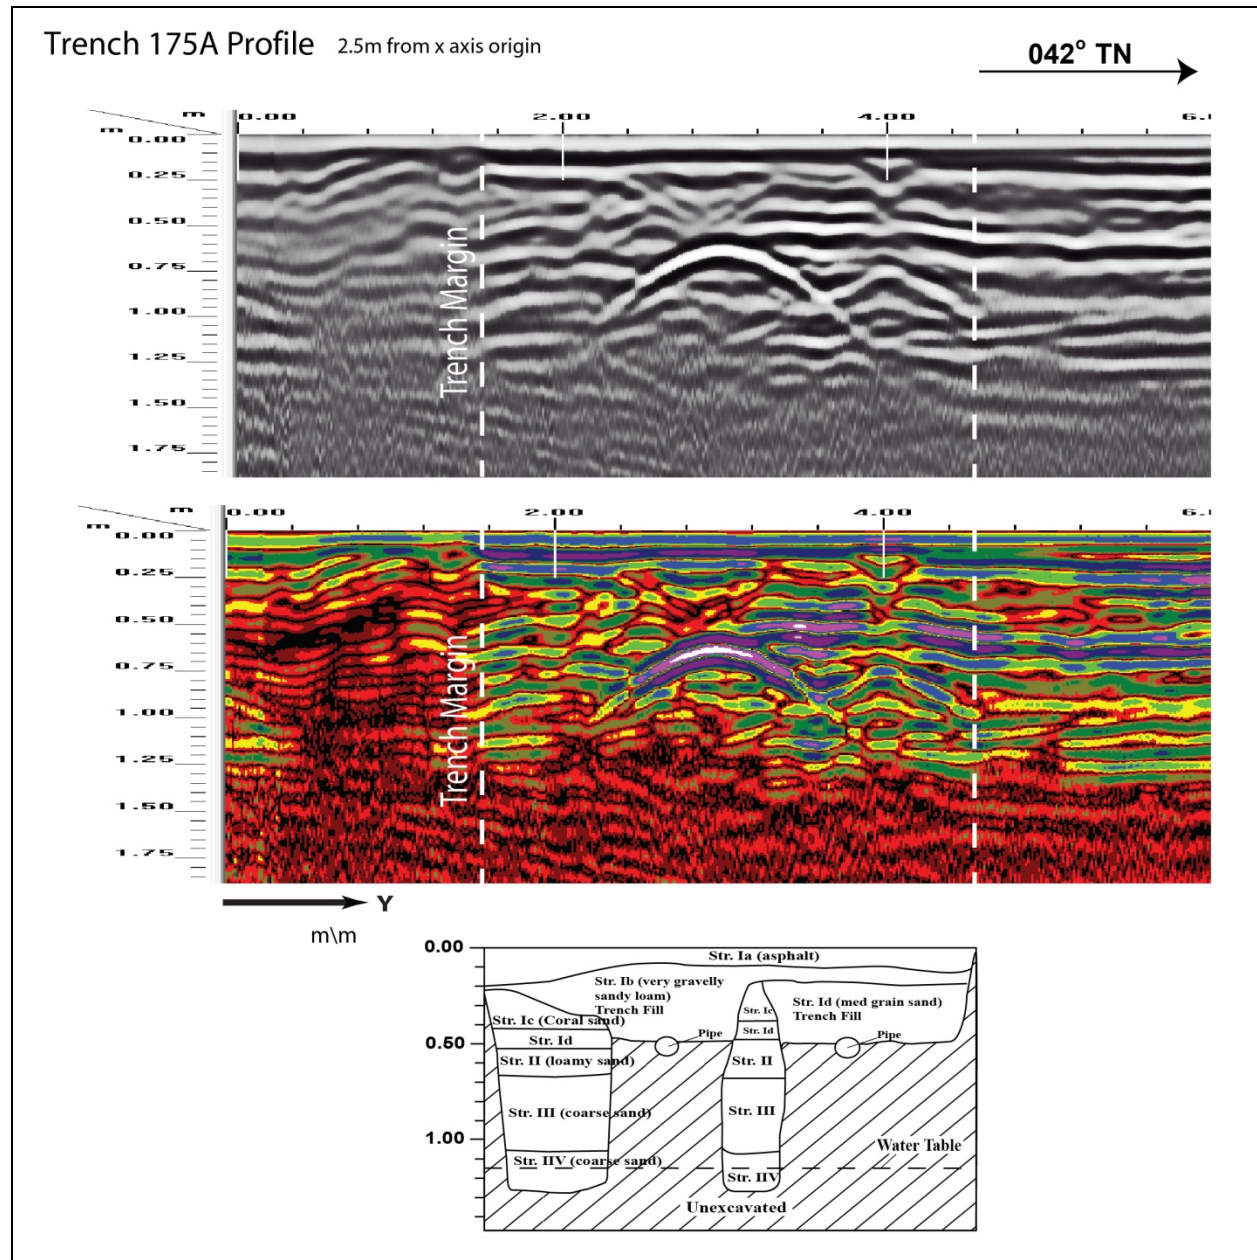 Trench 175A Profile 2.5m from x axis origin
042° TN
m 0.00 2.00 4.00 6.
m
0.00
0.25
0.50
0.75
1.00
1.25
1.50
1.75
Trench Margin
m 0.00 2.00 4.00 6.
m
0.00
0.25
0.50
0.75
1.00
1.25
1.50
1.75
Trench Margin
Y
m\m
0.00
0.50
1.00
Str. Ia (asphalt)
Str. Ib (very gravelly
sandy loam)
Trench Fill
Str. Ic (Coral sand)
Str. Id
Str. II (loamy sand)
Str. III (coarse sand)
Str. IIV (coarse sand)
Pipe
Str. Ic
Str. Id
Str. II
Str. III
Str. IIV
Str. Id (med grain sand)
Trench Fill
Pipe
Water Table
Unexcavated